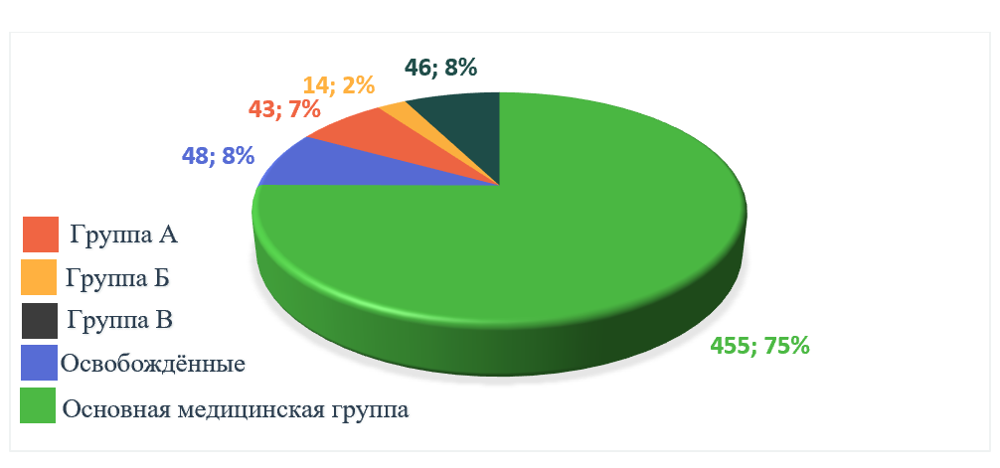 46; 8%
14; 2%
43; 7%
48; 8%
Группа А
Группа Б
Группа В
Освобождённые
455; 75%
Основная медицинская группа